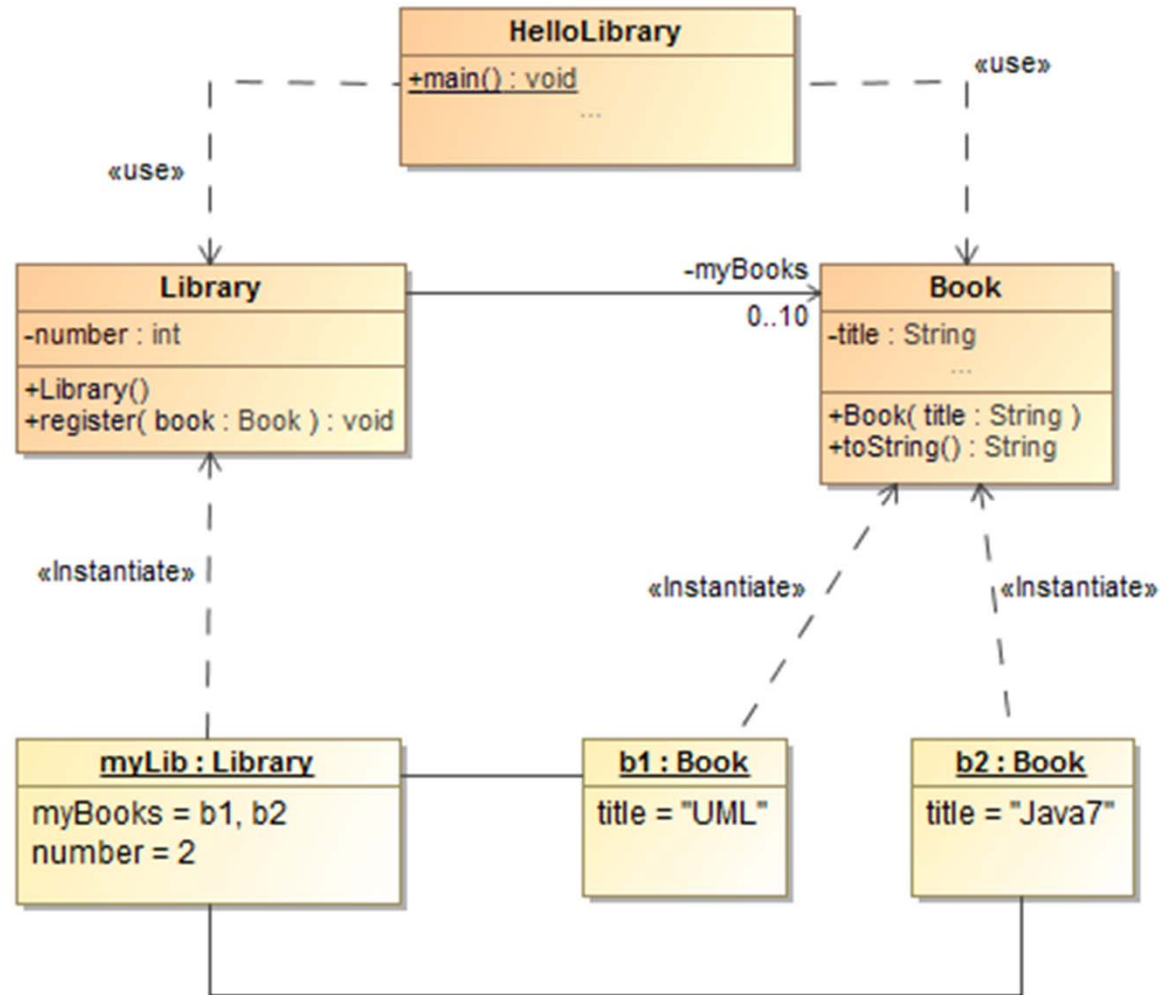 HelloLibrary
+main() : void
...
«use»
«use»
Library
-number : int
+Library()
+register( book : Book ) : void
-myBooks
0..10
Book
-title : String
...
+Book( title : String )
+toString() : String
«Instantiate»
«Instantiate»
«Instantiate»
myLib : Library
myBooks = b1, b2
number = 2
b1 : Book
title = "UML"
b2 : Book
title = "Java7"